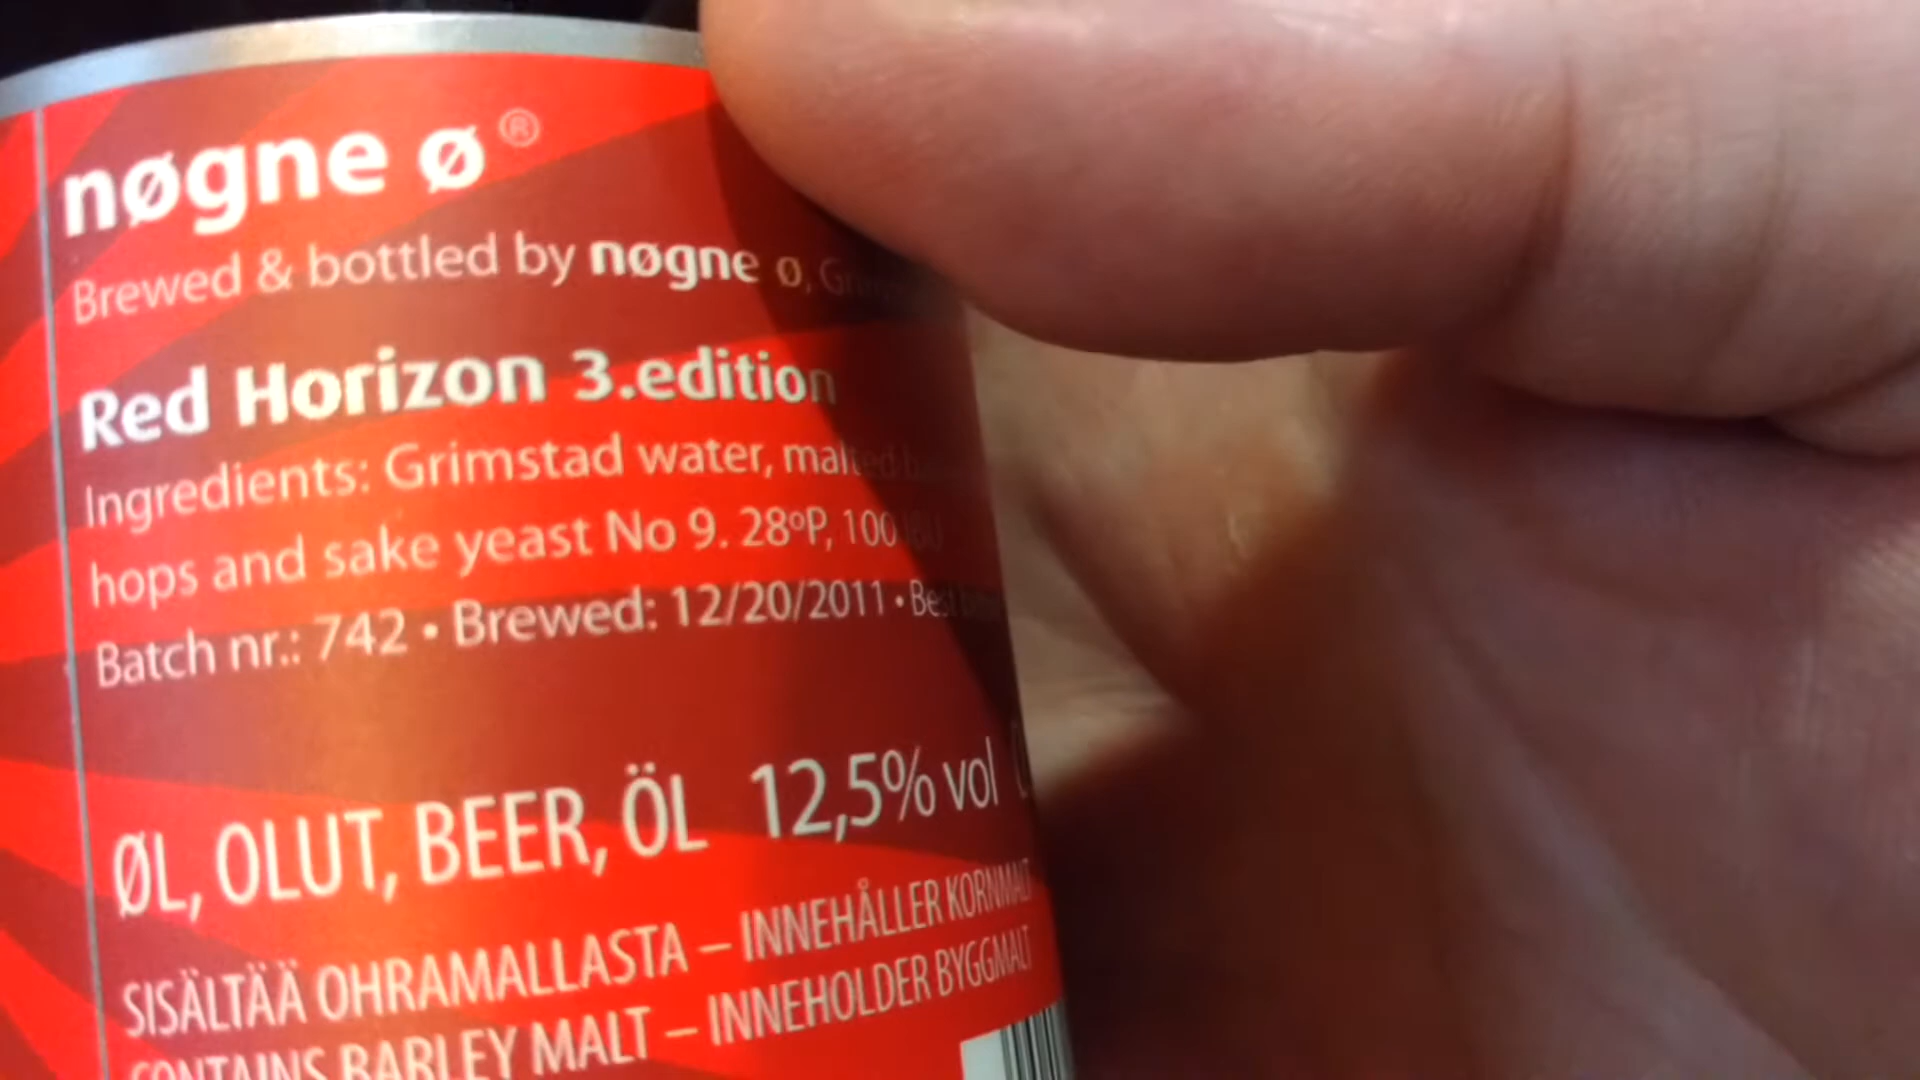 nøgne ø®
Brewed & bottled by nøgne ø,
Red Horizon 3.edition
Ingredients: Grimstad water, malted
hops and sake yeast No 9. 28ºP, 100 IBU
Batch nr.: 742 • Brewed: 12/20/2011 • Best
ØL, OLUT, BEER, ÖL 12,5% vol
SISÄLTÄÄ OHRAMALLASTA – INNEHÅLLER KORNMALT
CONTAINS BARLEY MALT – INNEHOLDER BYGGMALT